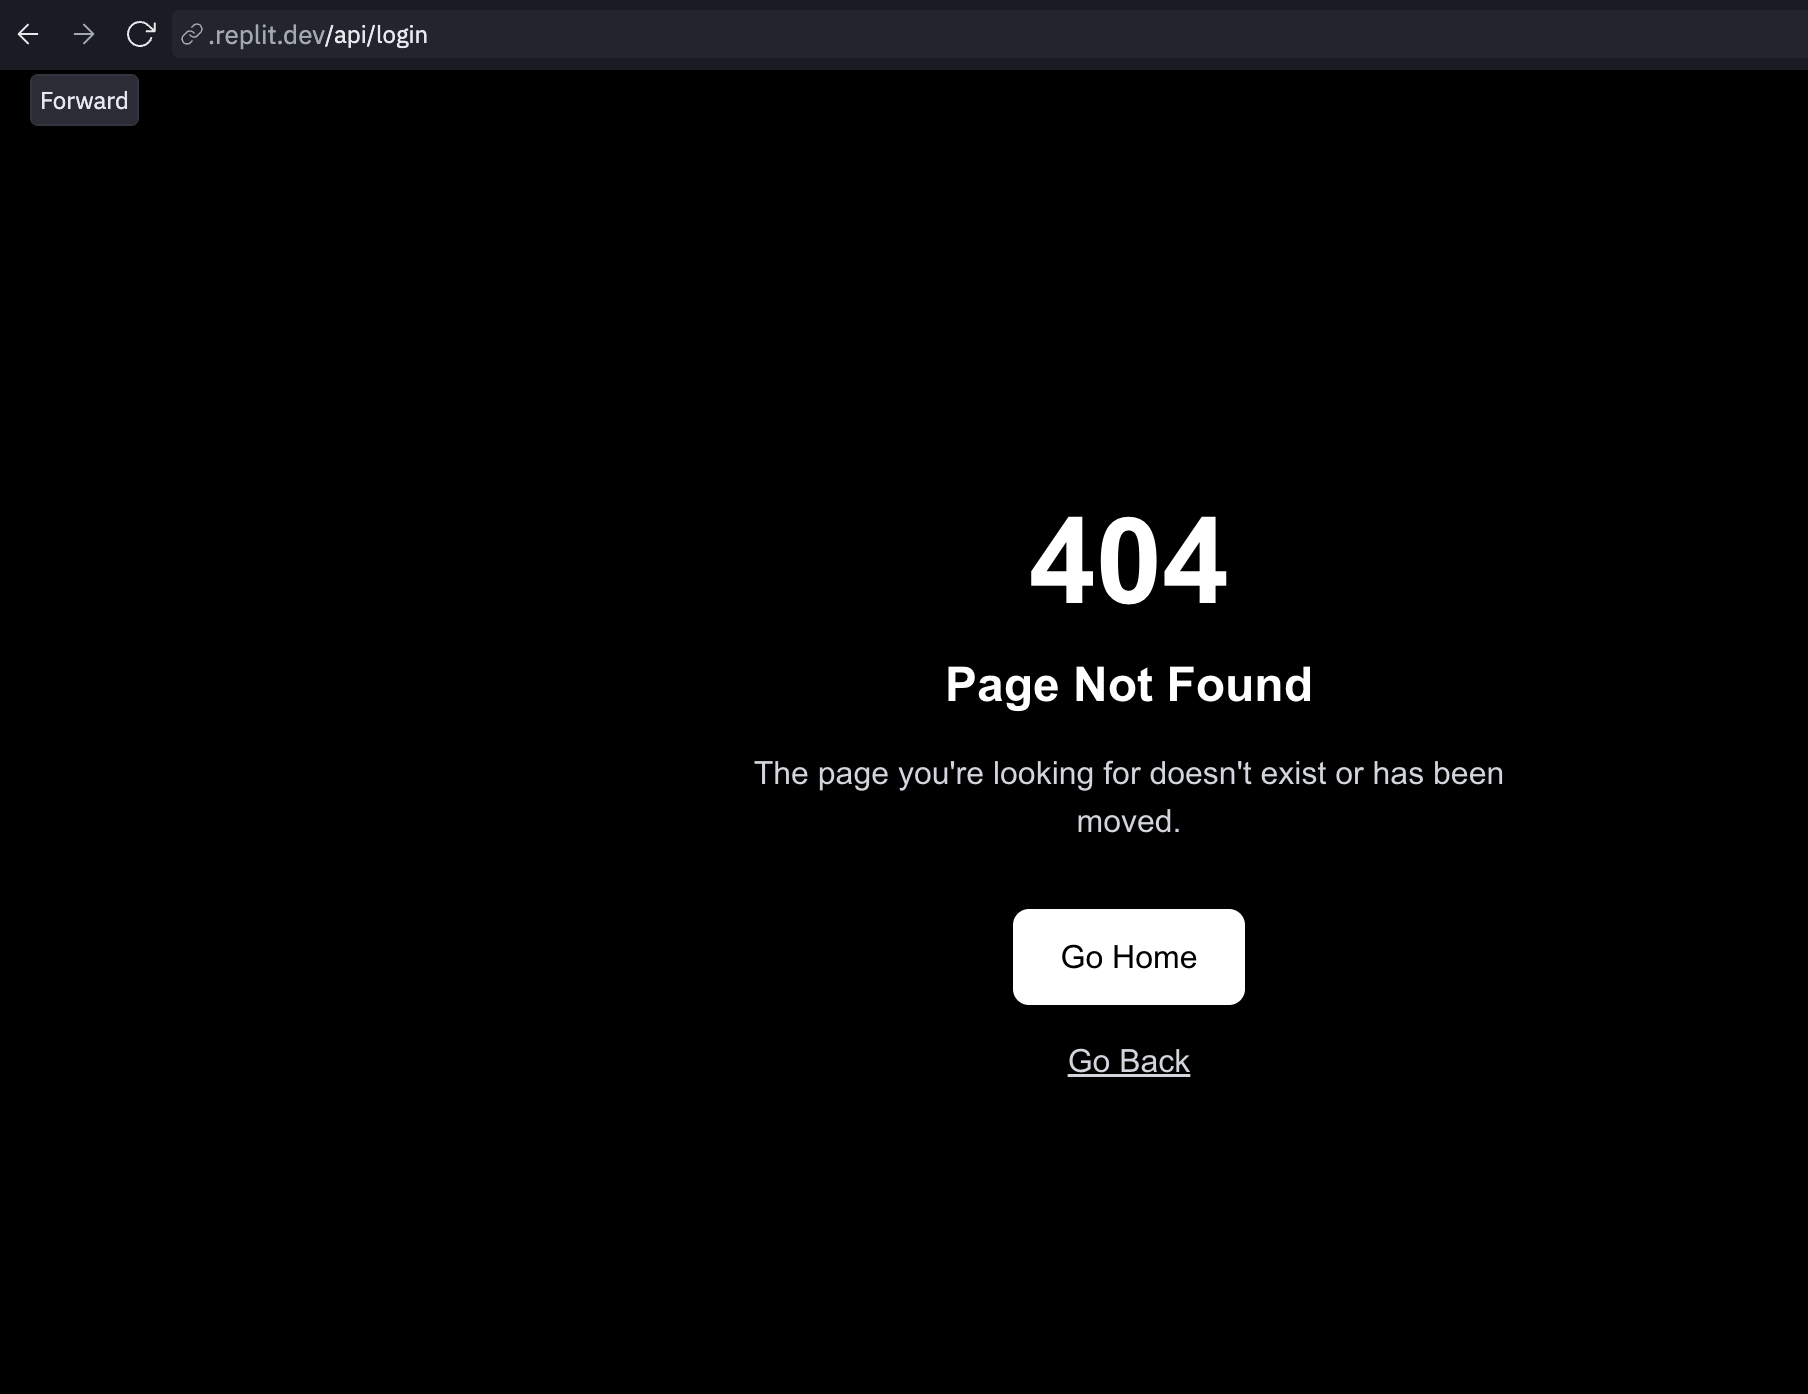 .replit.dev/api/login
Forward
404
Page Not Found
The page you're looking for doesn't exist or has been
moved.
Go Home
Go Back